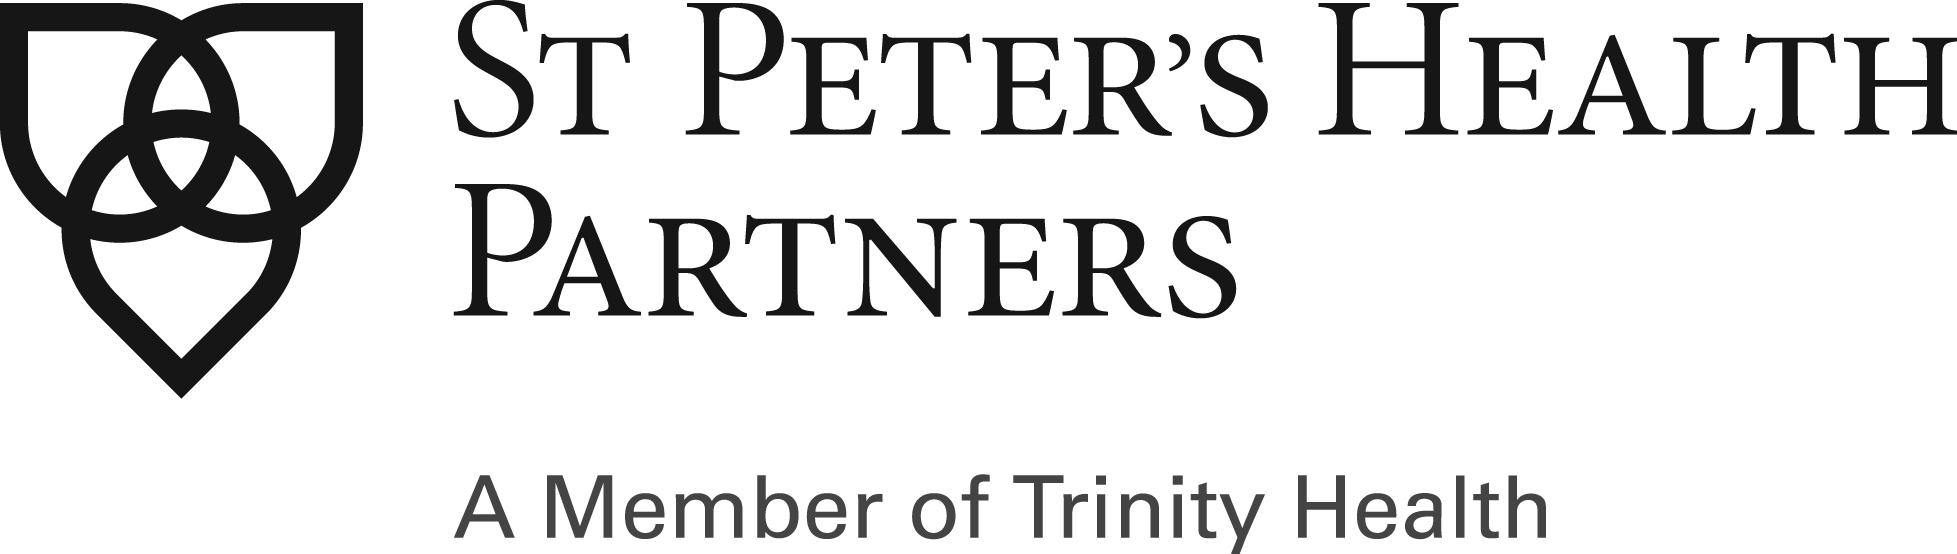 St Peter’s Health
Partners
A Member of Trinity Health